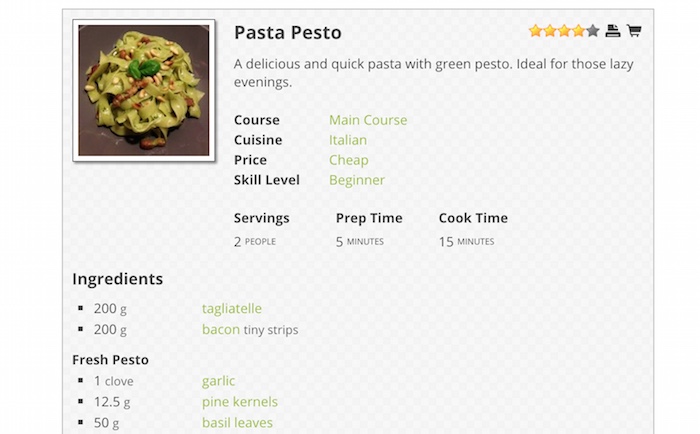 Pasta Pesto
A delicious and quick pasta with green pesto. Ideal for those lazy
evenings.
Course Main Course
Cuisine Italian
Price Cheap
Skill Level Beginner
Servings Prep Time Cook Time
2 PEOPLE 5 MINUTES 15 MINUTES
Ingredients
200 g tagliatelle
200 g bacon tiny strips
Fresh Pesto
1 clove garlic
12.5 g pine kernels
50 g basil leaves